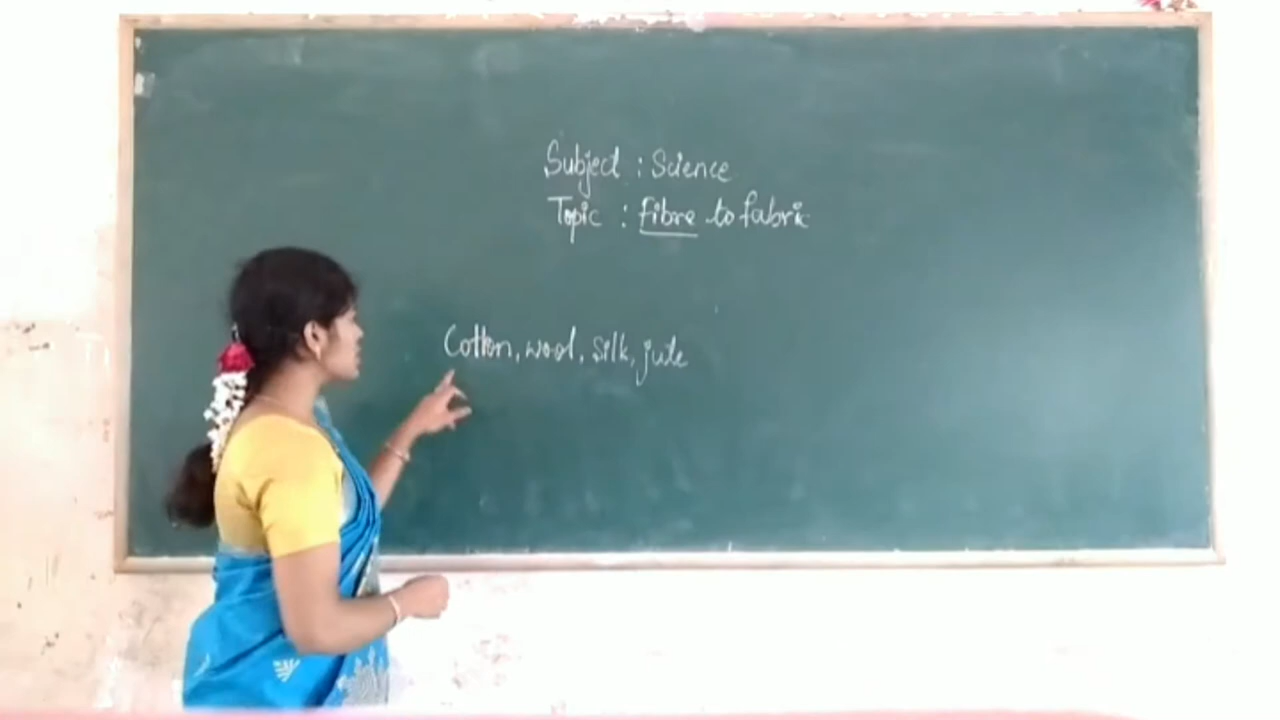 Subject : Science
Topic : fibre to fabric
Cotton, wool, silk, jute